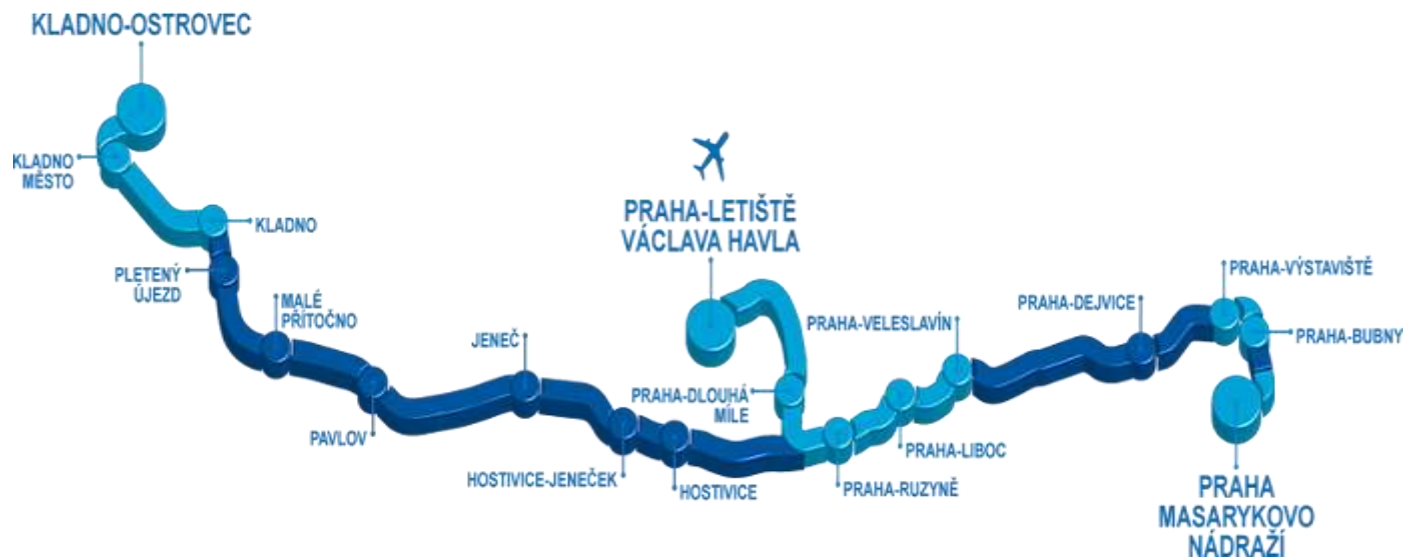 KLADNO-OSTROVEC
KLADNO
MĚSTO
KLADNO
PLETENÝ
ÚJEZD
MALÉ
PŘÍTOČNO
PAVLOV
JENEČ
HOSTIVICE-JENEČEK
HOSTIVICE
PRAHA-LETIŠTĚ
VÁCLAVA HAVLA
PRAHA-DLOUHÁ
MÍLE
PRAHA-RUZYNĚ
PRAHA-LIBOC
PRAHA-VELESLAVÍN
PRAHA-DEJVICE
PRAHA-VÝSTAVIŠTĚ
PRAHA-BUBNY
PRAHA
MASARYKOVO
NÁDRAŽÍ